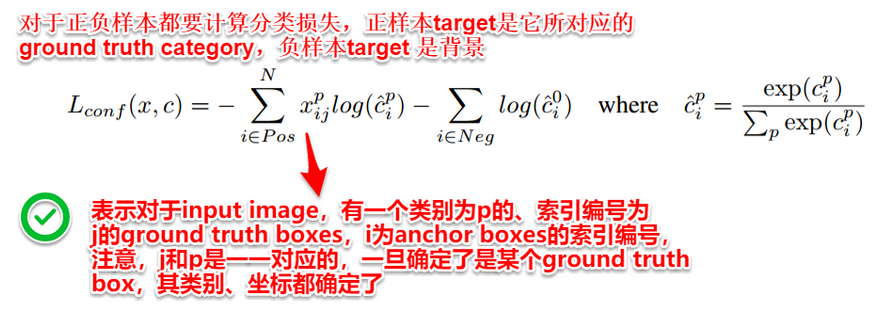 对于正负样本都要计算分类损失，正样本target是它所对应的
ground truth category，负样本target 是背景
L_{conf}(x, c) = -\sum_{i \in Pos}^{N} x_{ij}^{p} log(\hat{c}_{i}^{p}) - \sum_{i \in Neg} log(\hat{c}_{i}^{0}) where \hat{c}_{i}^{p} = \frac{\exp(c_{i}^{p})}{\sum_{p} \exp(c_{i}^{p})}
表示对于input image，有一个类别为p的、索引编号为
j的ground truth boxes，i为anchor boxes的索引编号，
注意，j和p是一一对应的，一旦确定了是某个ground truth
box，其类别、坐标都确定了